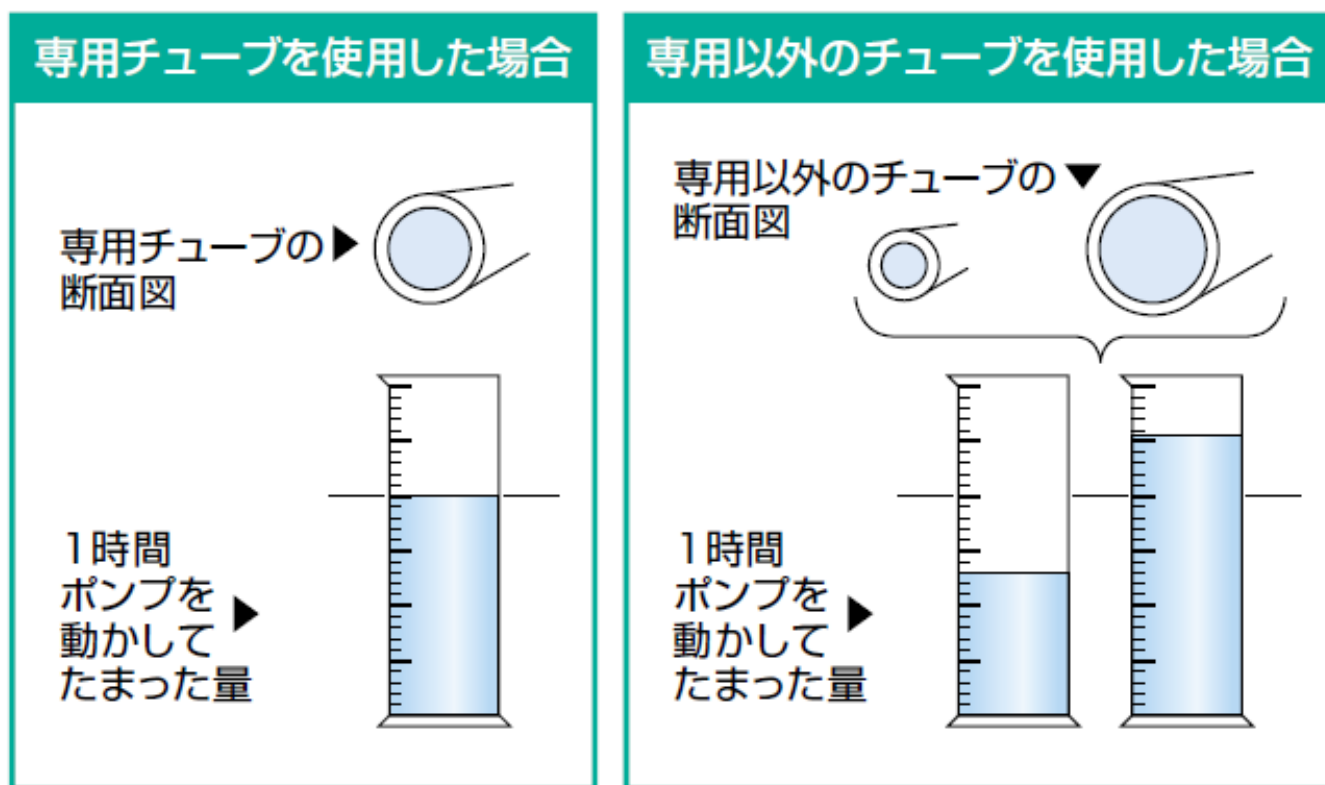 専用チューブを使用した場合
専用チューブの▶
断面図
1時間
ポンプを
動かして▶
たまった量
専用以外のチューブを使用した場合
専用以外のチューブの▼
断面図
1時間
ポンプを
動かして▶
たまった量